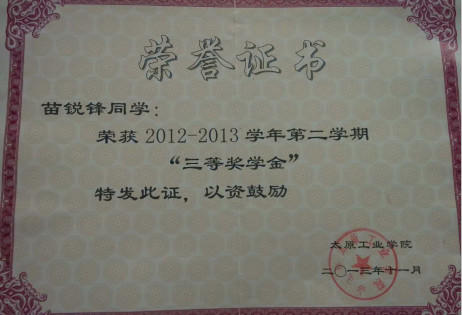 荣誉证书
苗锐锋同学：
荣获 2012-2013 学年第二学期
“三等奖学金”
特发此证，以资鼓励
太原工业学院
二〇一三年十一月